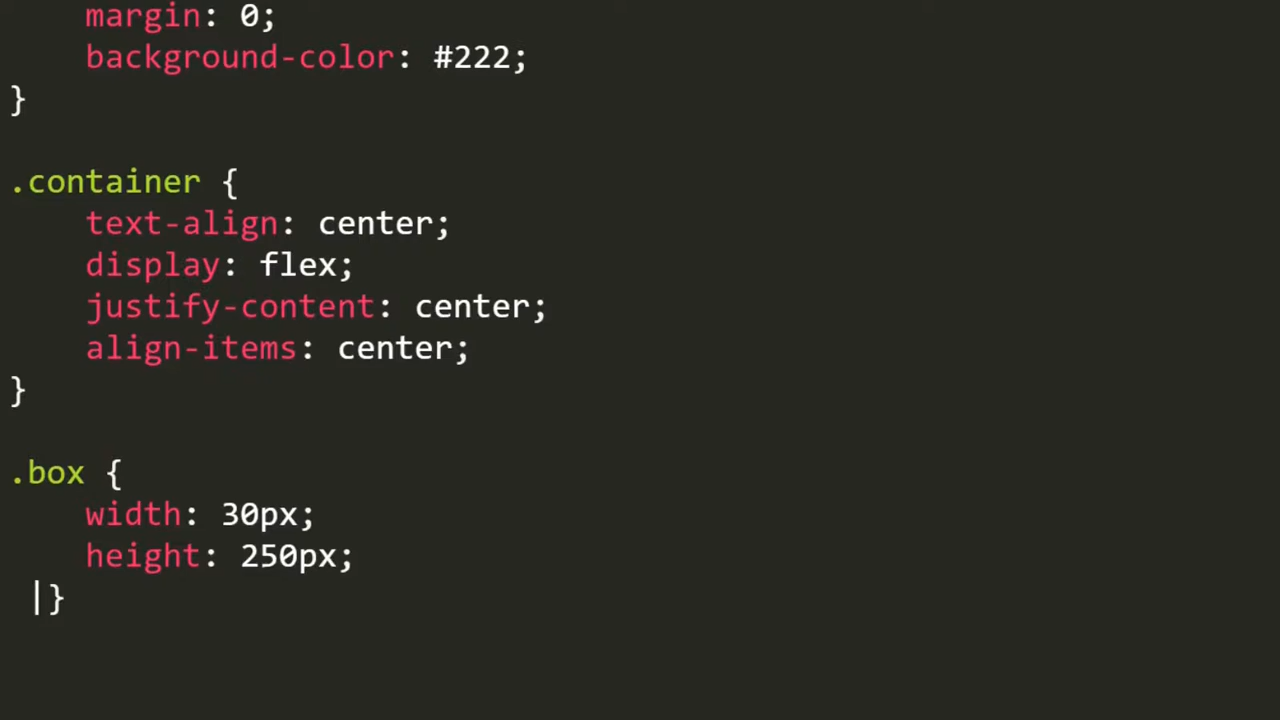 margin: 0;
background-color: #222;
}
.container {
text-align: center;
display: flex;
justify-content: center;
align-items: center;
}
.box {
width: 30px;
height: 250px;
}